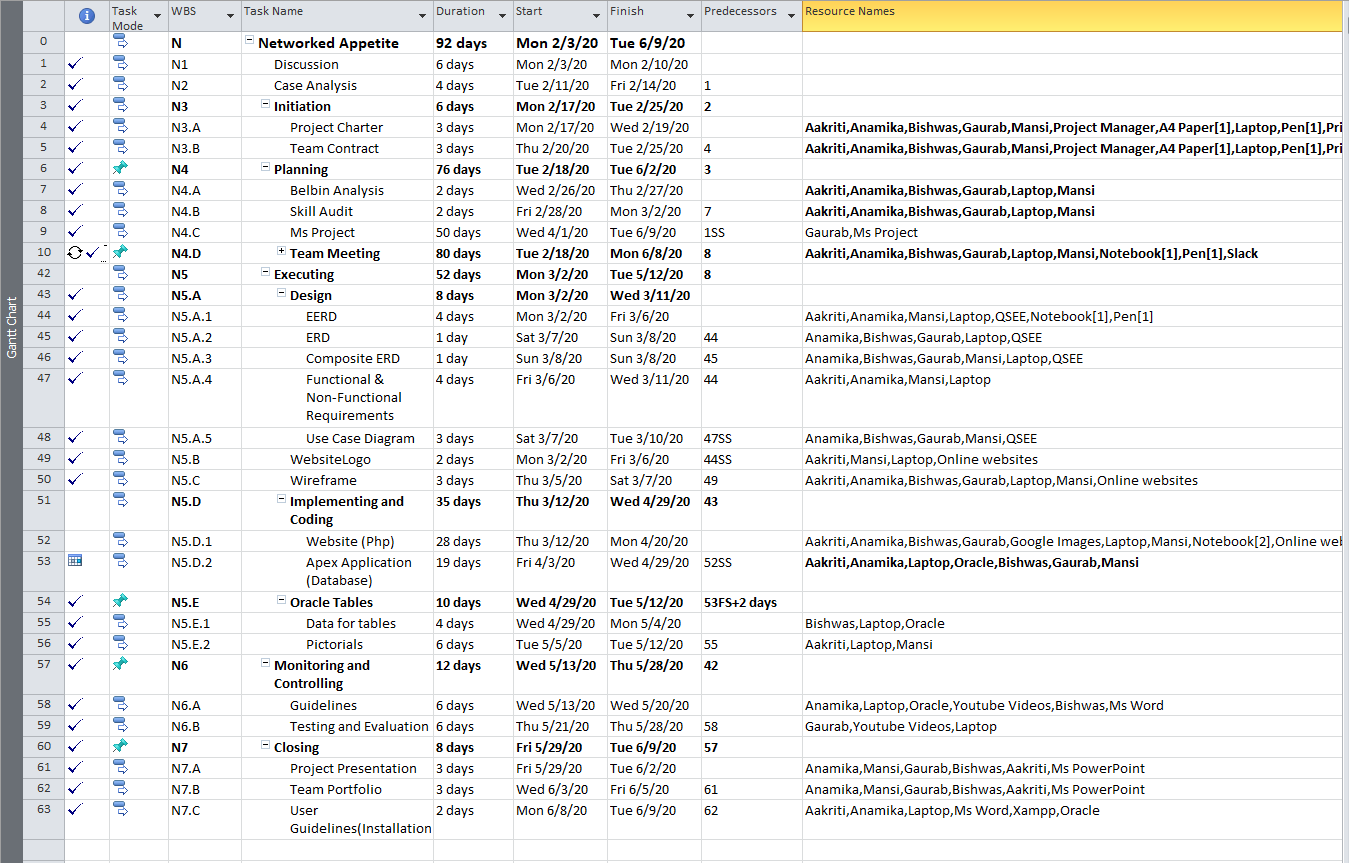 Task Mode WBS Task Name Duration Start Finish Predecessors Resource Names
0 N Networked Appetite 92 days Mon 2/3/20 Tue 6/9/20
1 N1 Discussion 6 days Mon 2/3/20 Mon 2/10/20
2 N2 Case Analysis 4 days Tue 2/11/20 Fri 2/14/20 1
3 N3 Initiation 6 days Mon 2/17/20 Tue 2/25/20 2
4 N3.A Project Charter 3 days Mon 2/17/20 Wed 2/19/20 Aakriti,Anamika,Bishwas,Gaurab,Mansi,Project Manager,A4 Paper[1],Laptop,Pen[1],Pri
5 N3.B Team Contract 3 days Thu 2/20/20 Tue 2/25/20 4 Aakriti,Anamika,Bishwas,Gaurab,Mansi,Project Manager,A4 Paper[1],Laptop,Pen[1],Pri
6 N4 Planning 76 days Tue 2/18/20 Tue 6/2/20 3
7 N4.A Belbin Analysis 2 days Wed 2/26/20 Thu 2/27/20 Aakriti,Anamika,Bishwas,Gaurab,Laptop,Mansi
8 N4.B Skill Audit 2 days Fri 2/28/20 Mon 3/2/20 7 Aakriti,Anamika,Bishwas,Gaurab,Laptop,Mansi
9 N4.C Ms Project 50 days Wed 4/1/20 Tue 6/9/20 1SS Gaurab,Ms Project
10 N4.D Team Meeting 80 days Tue 2/18/20 Mon 6/8/20 8 Aakriti,Anamika,Bishwas,Gaurab,Laptop,Mansi,Notebook[1],Pen[1],Slack
42 N5 Executing 52 days Mon 3/2/20 Tue 5/12/20 8
43 N5.A Design 8 days Mon 3/2/20 Wed 3/11/20
44 N5.A.1 EERD 4 days Mon 3/2/20 Fri 3/6/20 Aakriti,Anamika,Mansi,Laptop,QSEE,Notebook[1],Pen[1]
45 N5.A.2 ERD 1 day Sat 3/7/20 Sun 3/8/20 44 Anamika,Bishwas,Gaurab,Laptop,QSEE
46 N5.A.3 Composite ERD 1 day Sun 3/8/20 Sun 3/8/20 45 Anamika,Bishwas,Gaurab,Mansi,Laptop,QSEE
47 N5.A.4 Functional & 4 days Fri 3/6/20 Wed 3/11/20 44 Aakriti,Anamika,Mansi,Laptop
Non-Functional
Requirements
48 N5.A.5 Use Case Diagram 3 days Sat 3/7/20 Tue 3/10/20 47SS Anamika,Bishwas,Gaurab,Mansi,QSEE
49 N5.B WebsiteLogo 2 days Mon 3/2/20 Fri 3/6/20 44SS Aakriti,Mansi,Laptop,Online websites
50 N5.C Wireframe 3 days Thu 3/5/20 Sat 3/7/20 49 Aakriti,Anamika,Bishwas,Gaurab,Laptop,Mansi,Online websites
51 N5.D Implementing and 35 days Thu 3/12/20 Wed 4/29/20 43
Coding
52 N5.D.1 Website (Php) 28 days Thu 3/12/20 Mon 4/20/20 Aakriti,Anamika,Bishwas,Gaurab,Google Images,Laptop,Mansi,Notebook[2],Online wel
53 N5.D.2 Apex Application 19 days Fri 4/3/20 Wed 4/29/20 52SS Aakriti,Anamika,Laptop,Oracle,Bishwas,Gaurab,Mansi
(Database)
54 N5.E Oracle Tables 10 days Wed 4/29/20 Tue 5/12/20 53FS+2 days
55 N5.E.1 Data for tables 4 days Wed 4/29/20 Mon 5/4/20 Bishwas,Laptop,Oracle
56 N5.E.2 Pictorials 6 days Tue 5/5/20 Tue 5/12/20 55 Aakriti,Laptop,Mansi
57 N6 Monitoring and 12 days Wed 5/13/20 Thu 5/28/20 42
Controlling
58 N6.A Guidelines 6 days Wed 5/13/20 Wed 5/20/20 Anamika,Laptop,Oracle,Youtube Videos,Bishwas,Ms Word
59 N6.B Testing and Evaluation 6 days Thu 5/21/20 Thu 5/28/20 58 Gaurab,Youtube Videos,Laptop
60 N7 Closing 8 days Fri 5/29/20 Tue 6/9/20 57
61 N7.A Project Presentation 3 days Fri 5/29/20 Tue 6/2/20 Anamika,Mansi,Gaurab,Bishwas,Aakriti,Ms PowerPoint
62 N7.B Team Portfolio 3 days Wed 6/3/20 Fri 6/5/20 61 Anamika,Mansi,Gaurab,Bishwas,Aakriti,Ms PowerPoint
63 N7.C User 2 days Mon 6/8/20 Tue 6/9/20 62 Aakriti,Anamika,Laptop,Ms Word,Xampp,Oracle
Guidelines(Installation
Gantt Chart